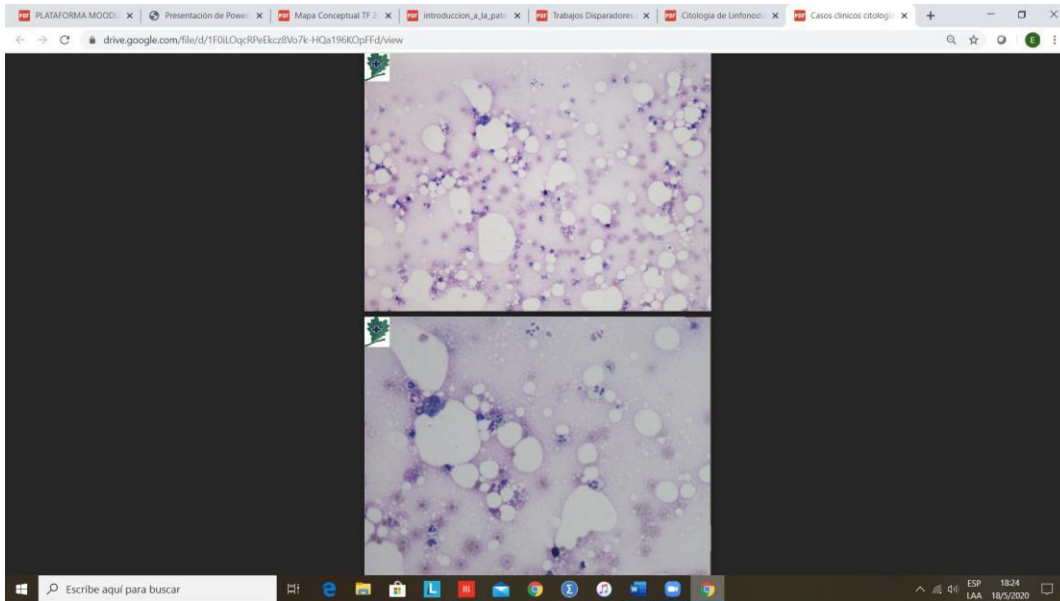 PLATAFORMA MOODL
Presentación de Power
Mapa Conceptual TF 2
introduccion_a_la_pato
Trabajos Disparadores
Citologia de Linfonod
Casos clinicos citologia
drive.google.com/file/d/1F0iLOqcRPeEkcz8Vo7k-HQa196KOpFFd/view
Escribe aquí para buscar
ESP
LAA
18:24
18/5/2020